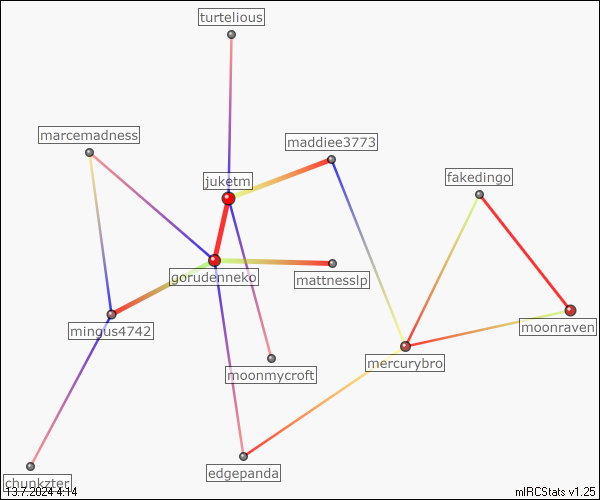 turtelious
marcemadness
maddiee3773
fakedingo
juketm
gorudenneko
mattnesslp
mingus4742
moonraven
mercurybro
moonmycroft
edgepanda
chunkzter
13.7.2024 4:14
mIRCStats v1.25